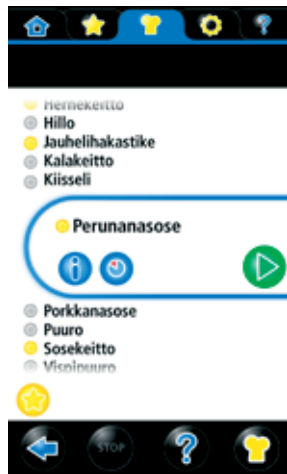 ?
Hernekeitto
Hillo
Jauhelihakastike
Kalakeitto
Kiisseli
Perunanasose
i
Porkkanasose
Puuro
Sosekeitto
Vispipuuro
STOP
?